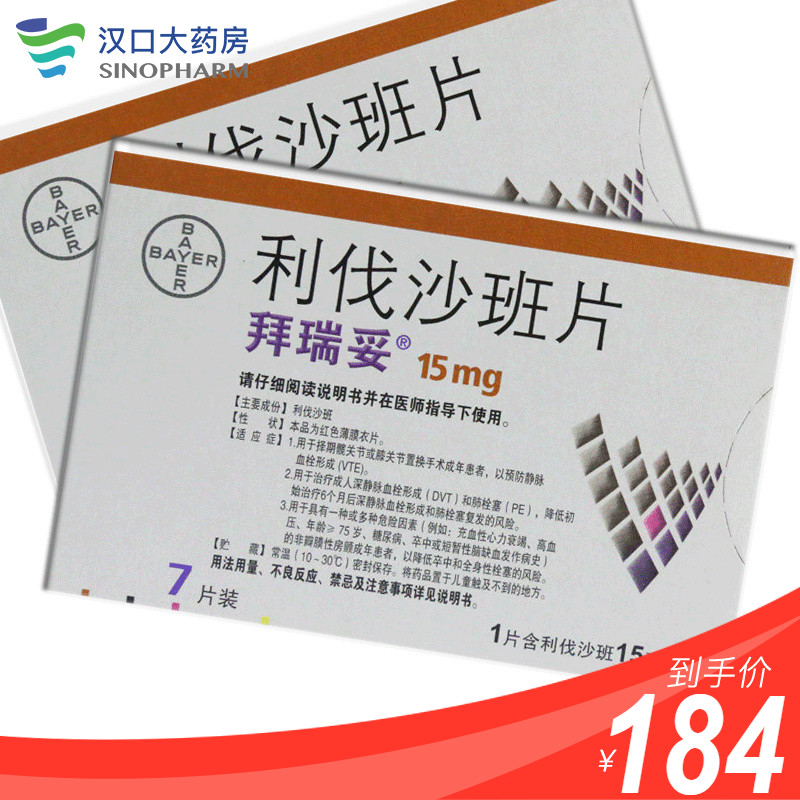 汉口大药房
SINOPHARM
伐沙班片
BAYER
BAYER
利伐沙班片
拜瑞妥® 15mg
请仔细阅读说明书并在医师指导下使用。
【主要成份】利伐沙班
【性 状】本品为红色薄膜衣片。
【适 应 症】1.用于择期髋关节或膝关节置换手术成年患者，以预防静脉
血栓形成(VTE)。
2.用于治疗成人深静脉血栓形成(DVT)和肺栓塞(PE)，降低初
始治疗6个月后深静脉血栓形成和肺栓塞复发的风险。
3.用于具有一种或多种危险因素(例如：充血性心力衰竭、高血
压、年龄≥75岁、糖尿病、卒中或短暂性脑缺血发作病史)
的非瓣膜性房颤成年患者，以降低卒中和全身性栓塞的风险。
【贮 藏】常温(10-30℃)密封保存。将药品置于儿童触及不到的地方。
用法用量、不良反应、禁忌及注意事项详见说明书。
7片装
1片含利伐沙班15
到手价
¥184